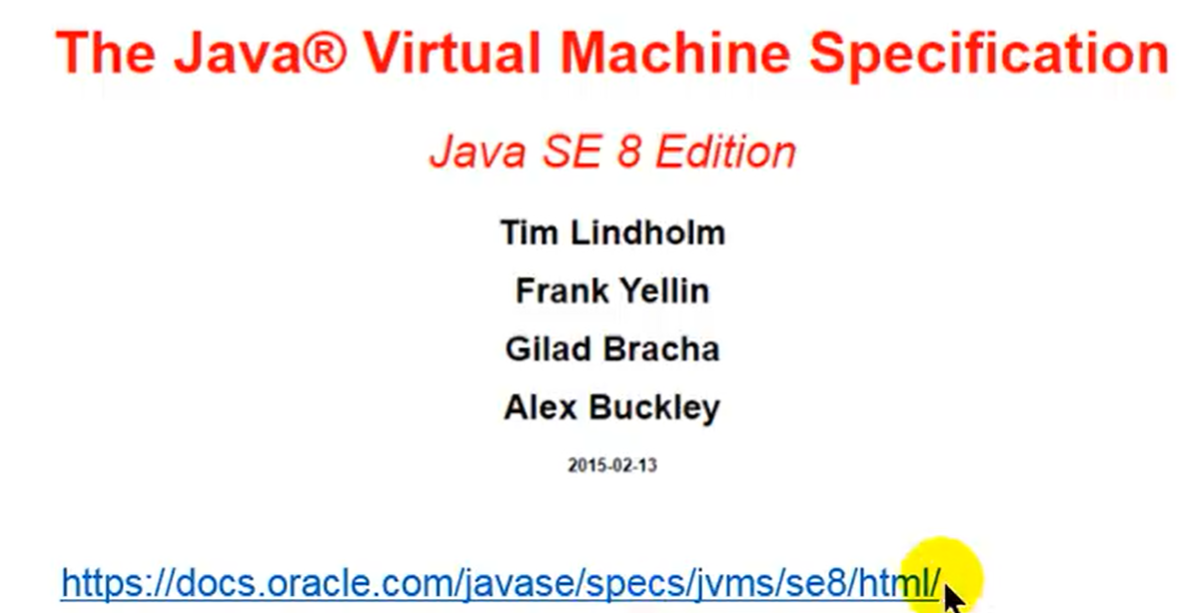 The Java® Virtual Machine Specification
Java SE 8 Edition
Tim Lindholm
Frank Yellin
Gilad Bracha
Alex Buckley
2015-02-13
https://docs.oracle.com/javase/specs/jvms/se8/html/